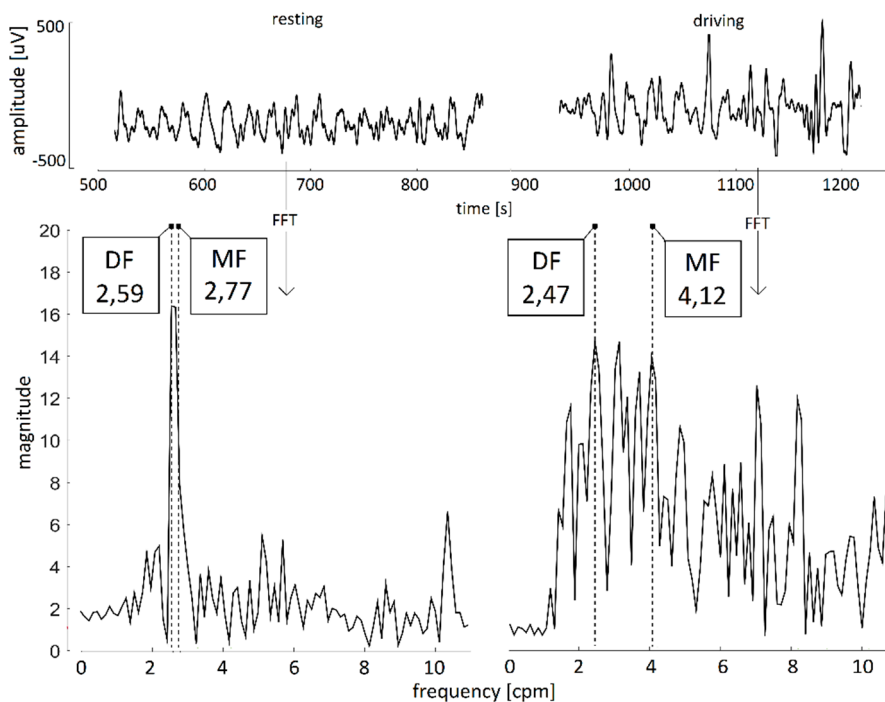 resting
driving
amplitude [uV]
500
-500
500 600 700 800 900 1000 1100 1200
time [s]
FFT
FFT
DF
2,59
MF
2,77
DF
2,47
MF
4,12
magnitude
20
18
16
14
12
10
8
6
4
2
0
0 2 4 6 8 10
0 2 4 6 8 10
frequency [cpm]